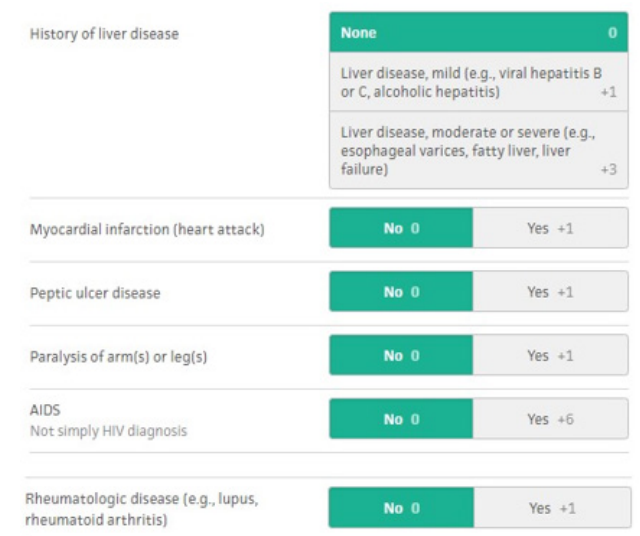 History of liver disease
None 0
Liver disease, mild (e.g., viral hepatitis B
or C, alcoholic hepatitis) +1
Liver disease, moderate or severe (e.g.,
esophageal varices, fatty liver, liver
failure) +3
Myocardial infarction (heart attack)
No 0 Yes +1
Peptic ulcer disease
No 0 Yes +1
Paralysis of arm(s) or leg(s)
No 0 Yes +1
AIDS
Not simply HIV diagnosis
No 0 Yes +6
Rheumatologic disease (e.g., lupus,
rheumatoid arthritis)
No 0 Yes +1